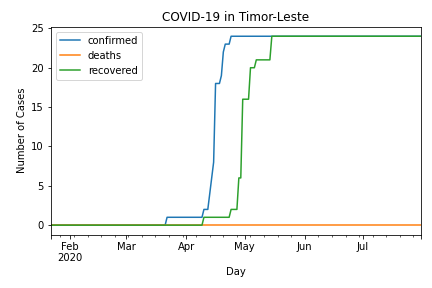 COVID-19 in Timor-Leste
confirmed
deaths
recovered
Number of Cases
25
20
15
10
5
0
Feb Mar Apr May Jun Jul
2020
Day